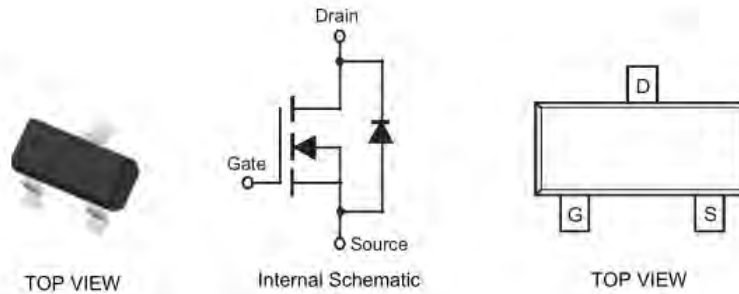 Drain
D
Gate
G
S
Source
TOP VIEW
Internal Schematic
TOP VIEW